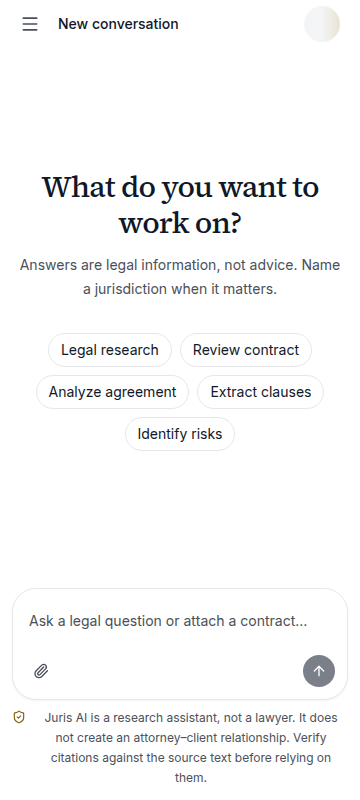 New conversation
What do you want to
work on?
Answers are legal information, not advice. Name
a jurisdiction when it matters.
Legal research
Review contract
Analyze agreement
Extract clauses
Identify risks
Ask a legal question or attach a contract...
Juris AI is a research assistant, not a lawyer. It does
not create an attorney–client relationship. Verify
citations against the source text before relying on
them.